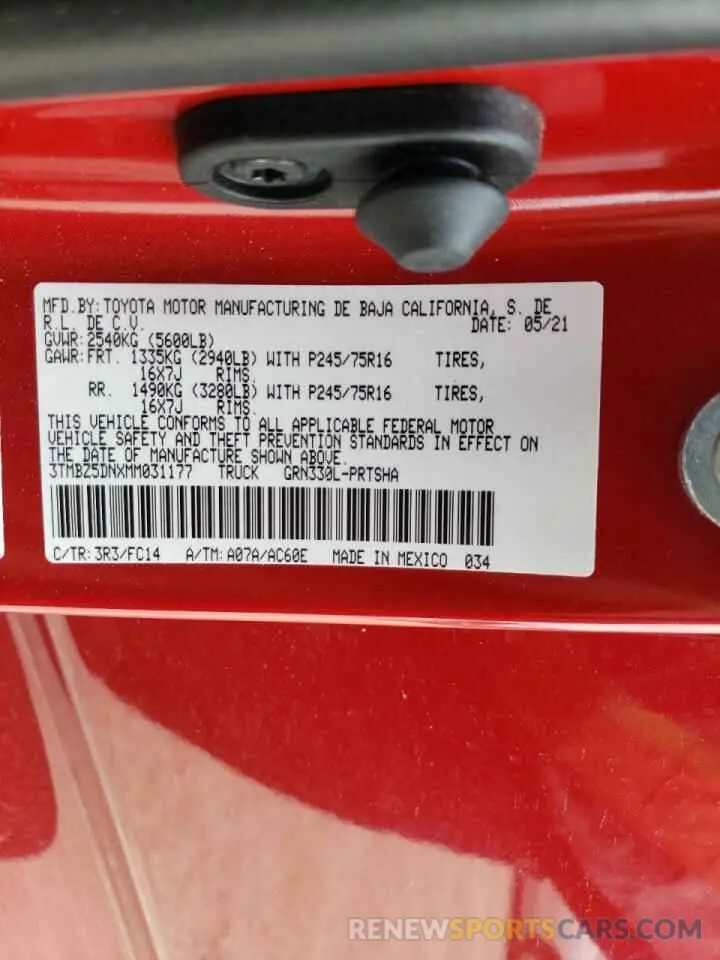 MFD.BY:TOYOTA MOTOR MANUFACTURING DE BAJA CALIFORNIA, S. DE
R.L. DE C.V. DATE: 05/21
GVWR:2540KG (5600LB)
GAWR:FRT. 1335KG (2940LB) WITH P245/75R16 TIRES,
16X7J RIMS.
RR. 1490KG (3280LB) WITH P245/75R16 TIRES,
16X7J RIMS.
THIS VEHICLE CONFORMS TO ALL APPLICABLE FEDERAL MOTOR
VEHICLE SAFETY AND THEFT PREVENTION STANDARDS IN EFFECT ON
THE DATE OF MANUFACTURE SHOWN ABOVE.
3TMBZ5DNXMM031177 TRUCK GRN330L-PRTSHA
C/TR:3R3/FC14 A/TM:A07A/AC60E MADE IN MEXICO 034
RENEWSPORTSCARS.COM